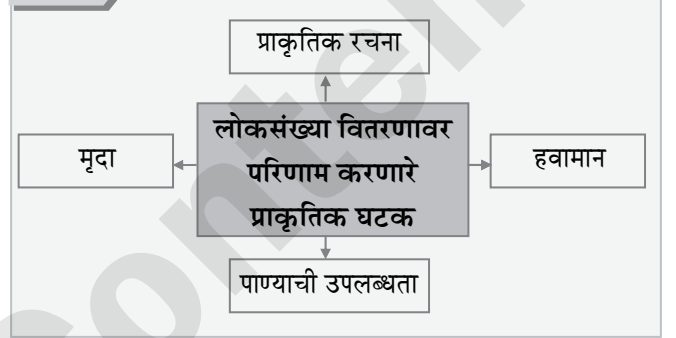 प्राकृतिक रचना
लोकसंख्या वितरणावर
परिणाम करणारे
प्राकृतिक घटक
मृदा
हवामान
पाण्याची उपलब्धता